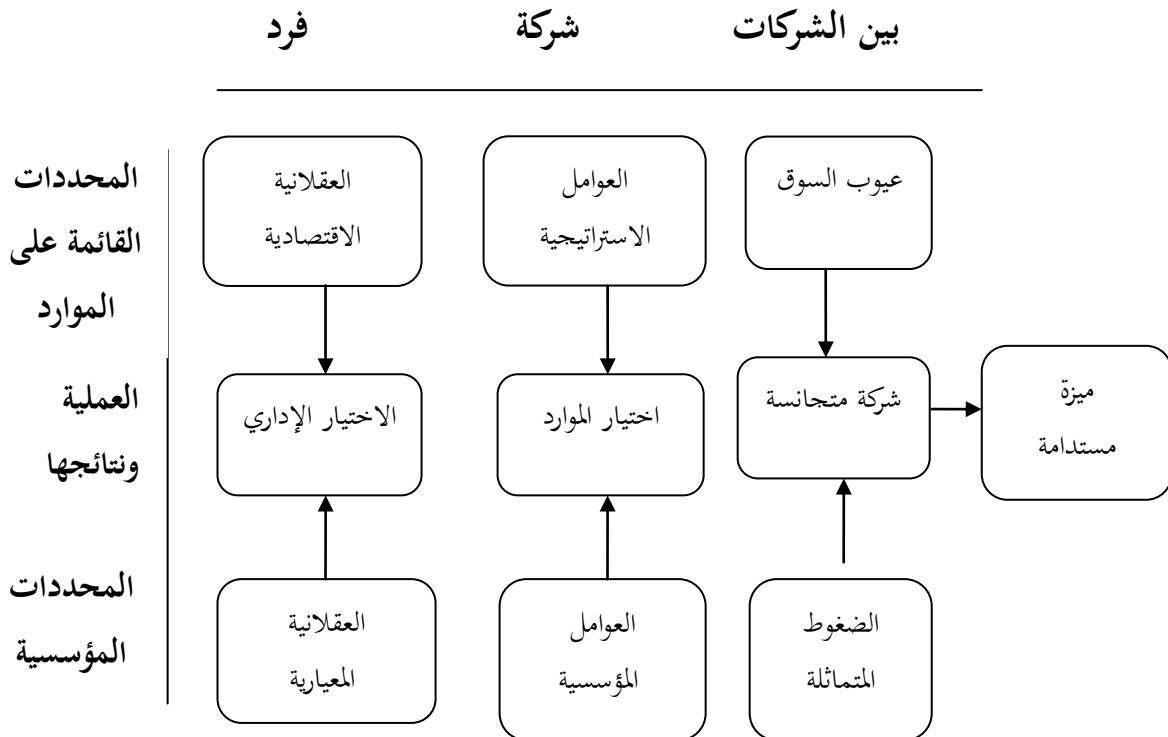 بين الشركات
شركة
فرد
المحددات
القائمة على
الموارد
العقلانية
الاقتصادية
العوامل
الاستراتيجية
عيوب السوق
العملية
ونتائجها
الاختيار الإداري
اختيار الموارد
شركة متجانسة
ميزة
مستدامة
المحددات
المؤسسية
العقلانية
المعيارية
العوامل
المؤسسية
الضغوط
المتماثلة